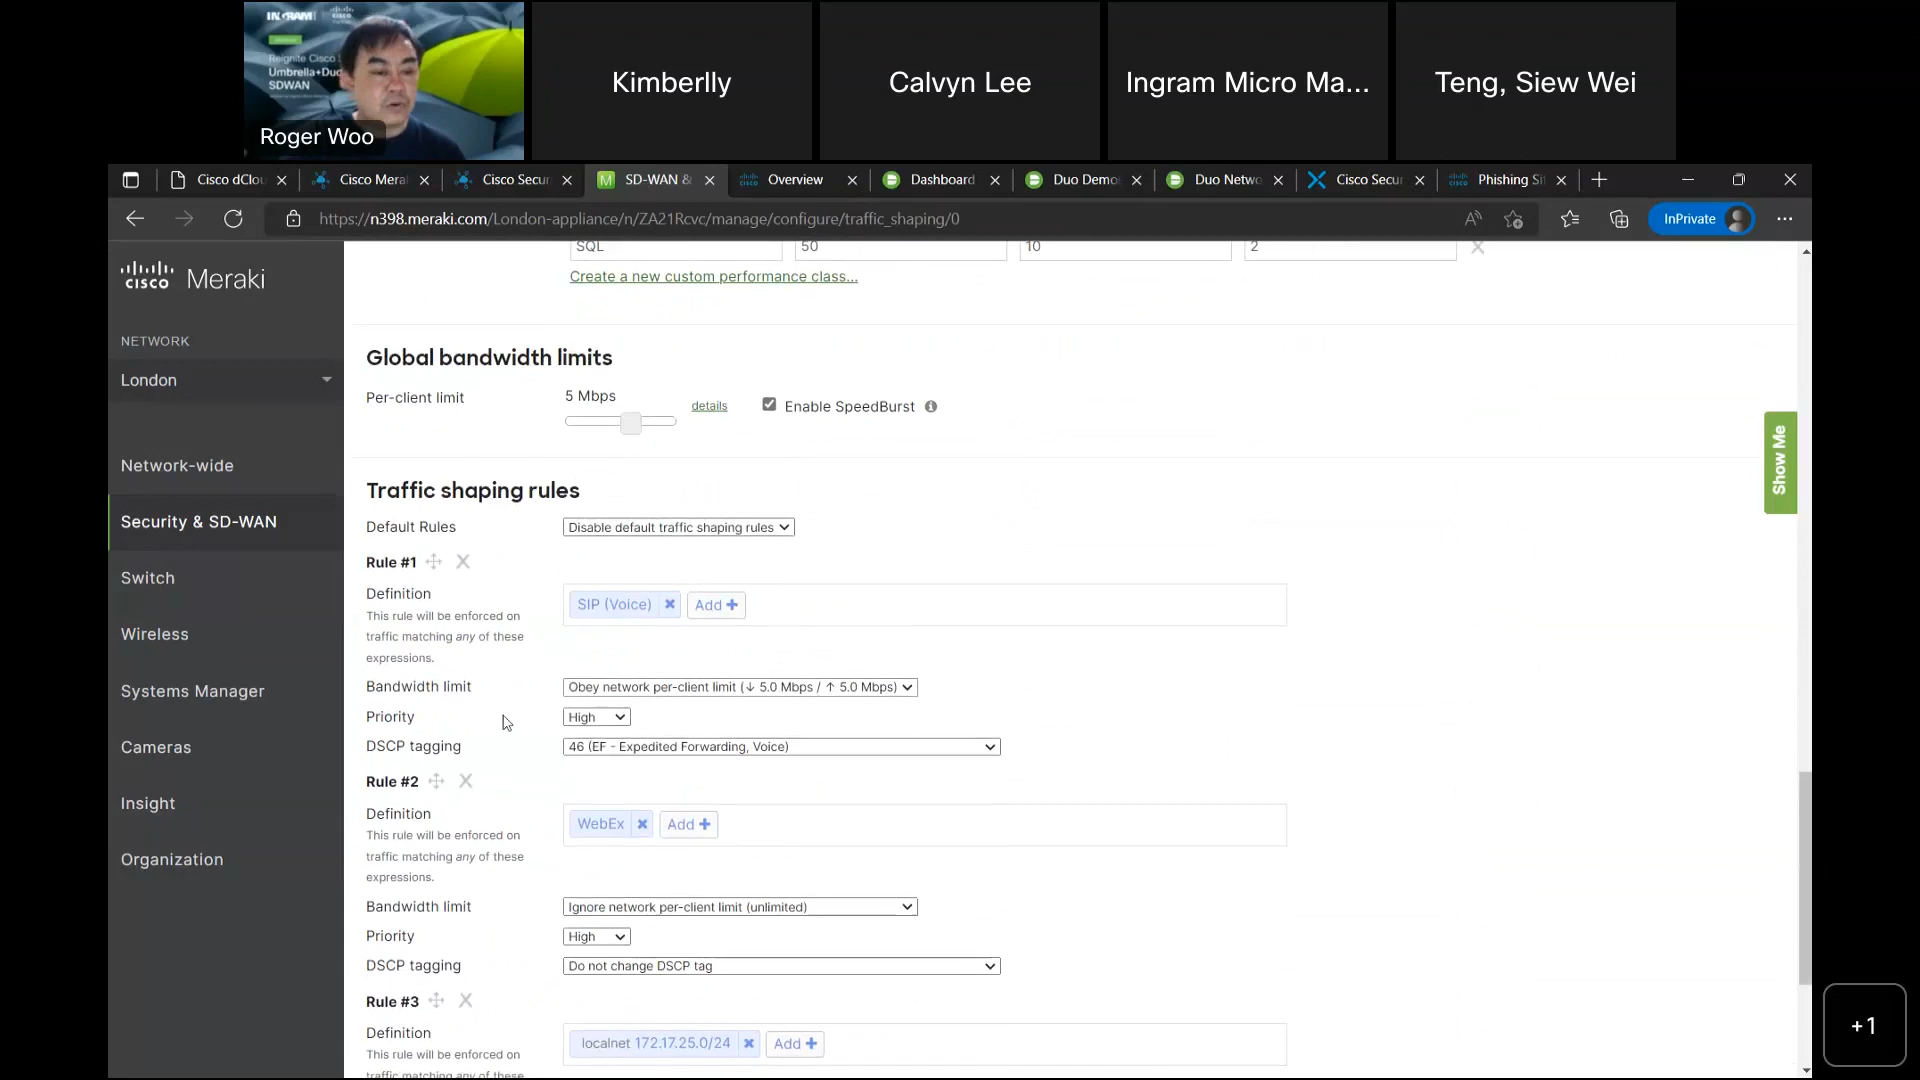 INGRAM CISCO
Reignite Cisco
Umbrella+Duo
SDWAN
Roger Woo
Kimberlly
Calvyn Lee
Ingram Micro Ma...
Teng, Siew Wei
Cisco dClou
Cisco Mera
Cisco Secur
SD-WAN &
Overview
Dashboard
Duo Demo
Duo Netwo
Cisco Secu
Phishing Si
https://n398.meraki.com/London-appliance/n/ZA21Rcvc/manage/configure/traffic_shaping/0
InPrivate
CISCO Meraki
NETWORK
London
Network-wide
Security & SD-WAN
Switch
Wireless
Systems Manager
Cameras
Insight
Organization
SQL 50 10 2
Create a new custom performance class...
Global bandwidth limits
Per-client limit 5 Mbps details Enable SpeedBurst
Traffic shaping rules
Default Rules Disable default traffic shaping rules
Rule #1 X
Definition SIP (Voice) Add +
This rule will be enforced on
traffic matching any of these
expressions.
Bandwidth limit Obey network per-client limit (↓ 5.0 Mbps / ↑ 5.0 Mbps)
Priority High
DSCP tagging 46 (EF - Expedited Forwarding, Voice)
Rule #2 X
Definition WebEx Add +
This rule will be enforced on
traffic matching any of these
expressions.
Bandwidth limit Ignore network per-client limit (unlimited)
Priority High
DSCP tagging Do not change DSCP tag
Rule #3 X
Definition localnet 172.17.25.0/24 Add +
This rule will be enforced on
traffic matching any of these
Show Me
+1